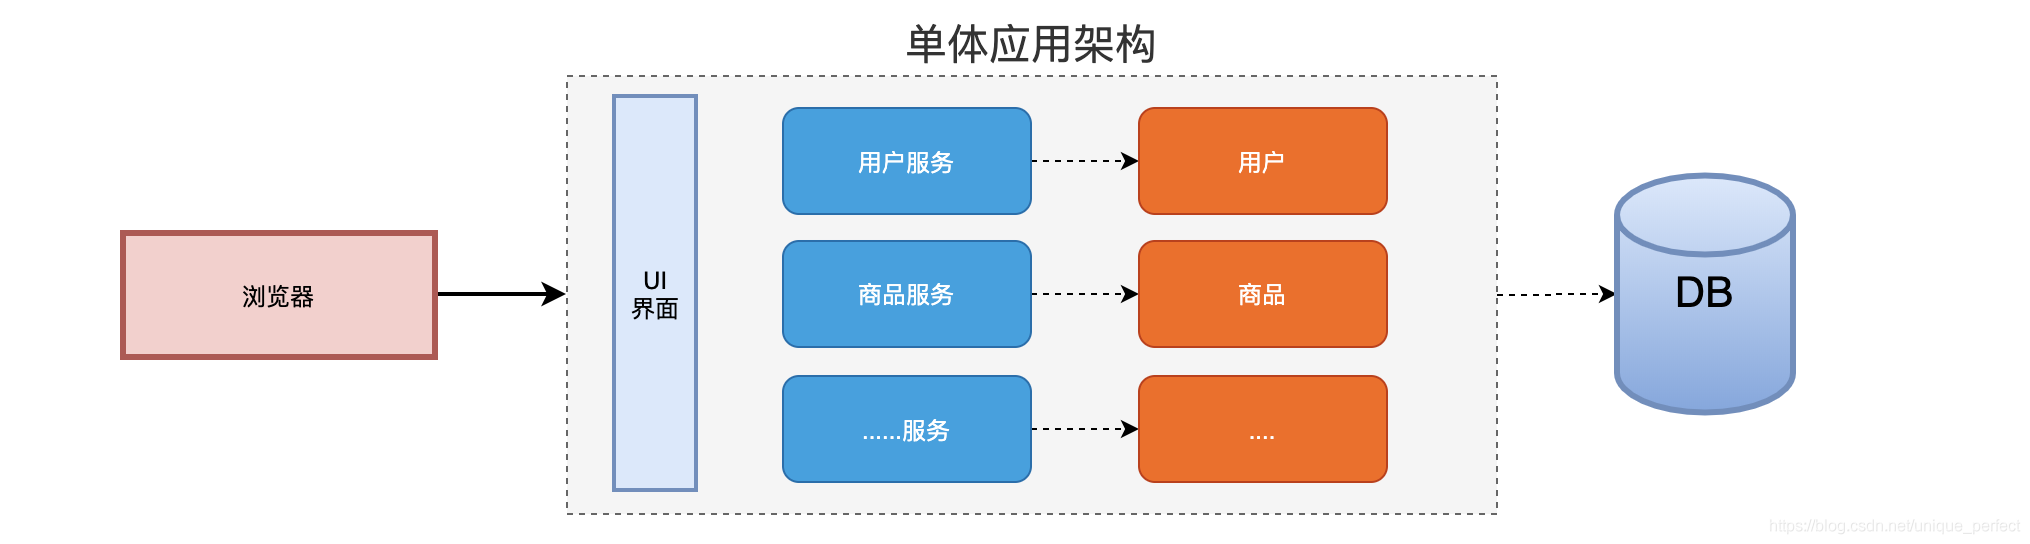 单体应用架构
浏览器
UI
界面
用户服务
用户
商品服务
商品
......服务
....
DB
https://blog.csdn.net/unique_perfect